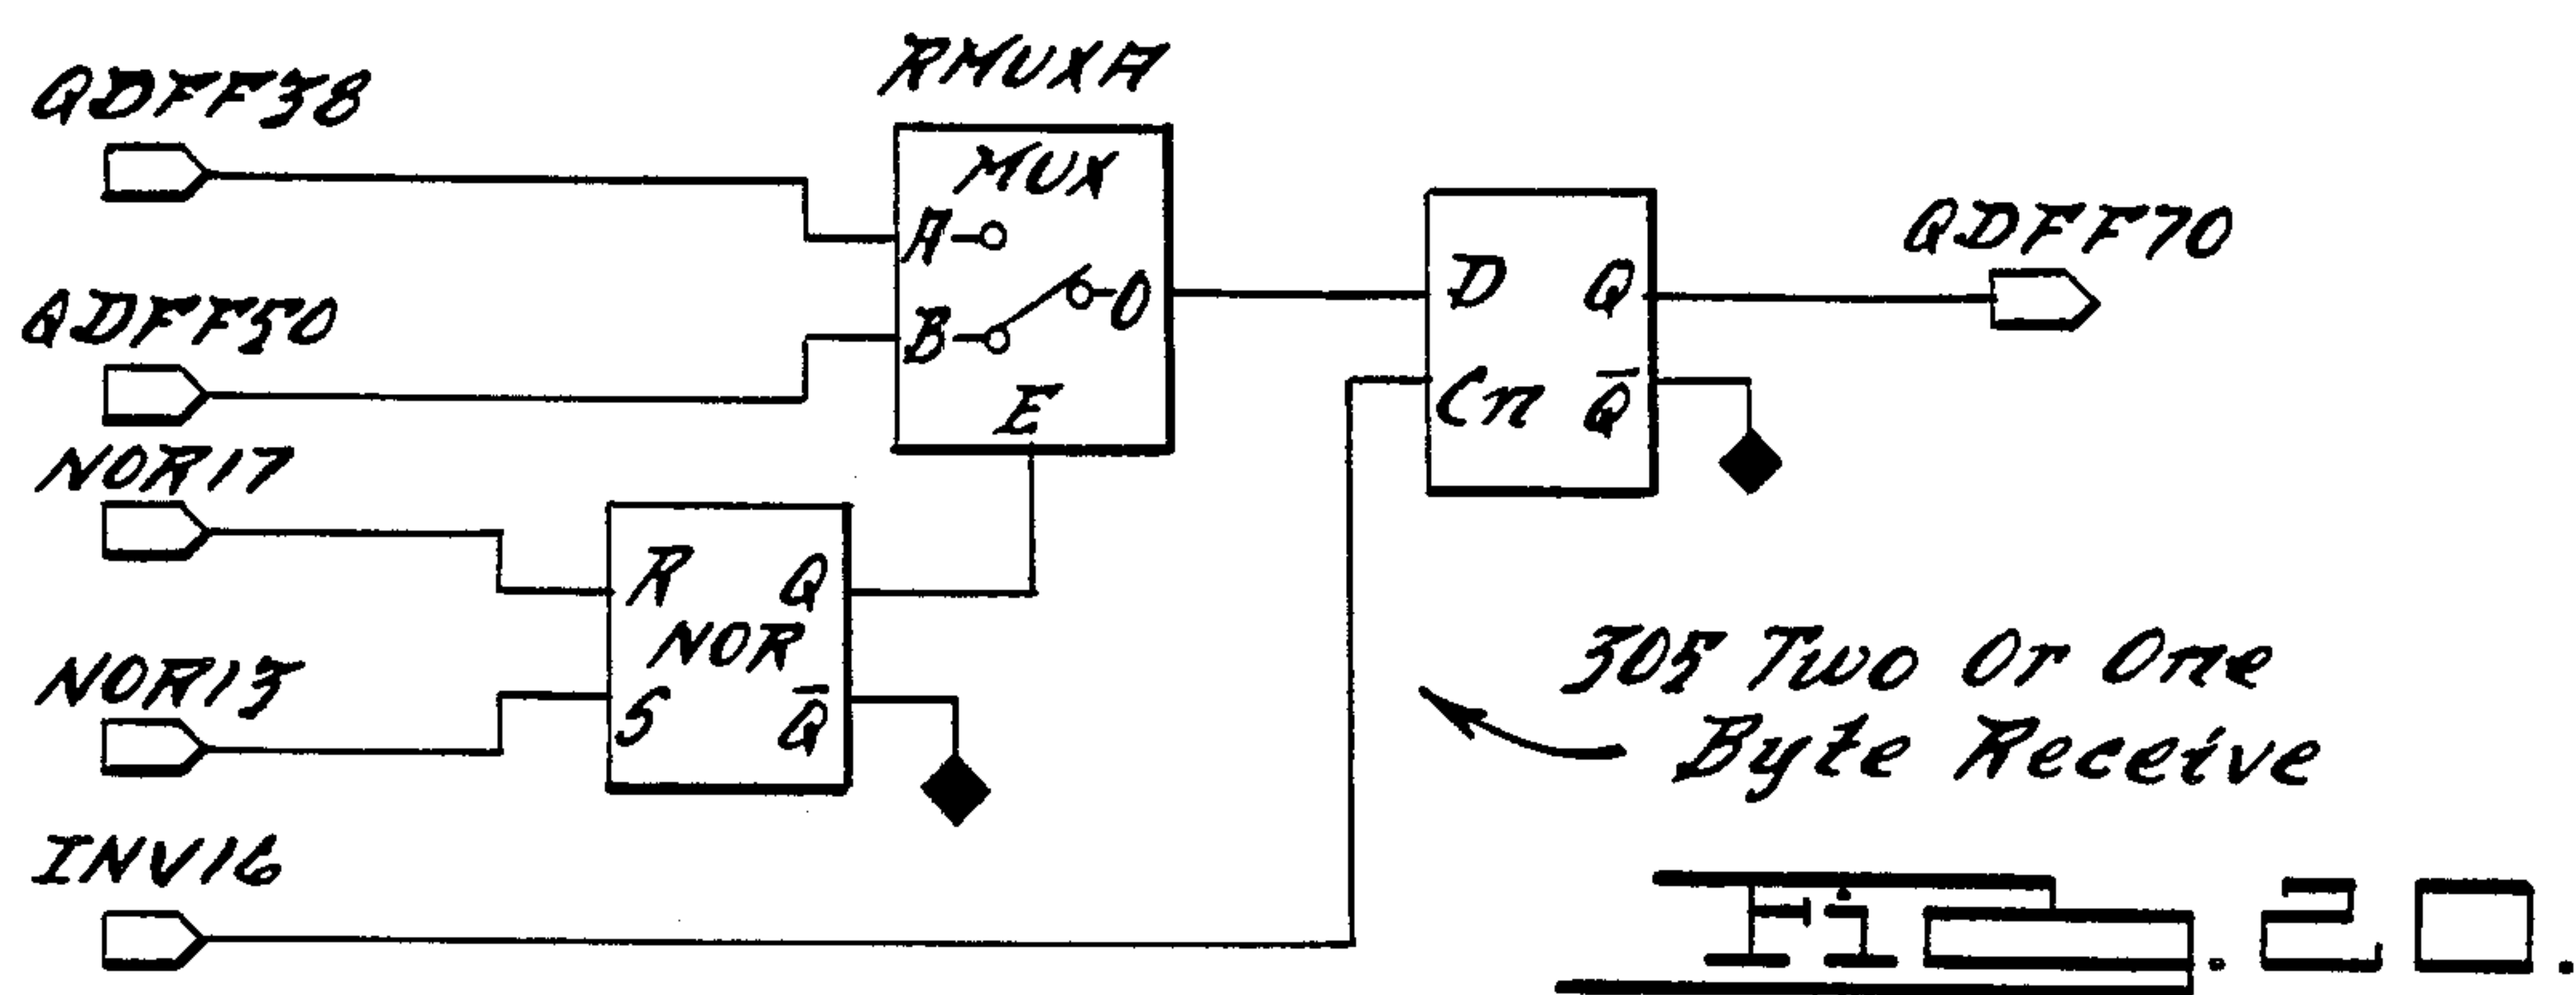 QDFF38
QDFF50
NOR17
NOR13
INV16
RMUXA
MUX
A
B
O
E
R Q
NOR
S Q̅
D Q
Cn Q̅
QDFF70
305 Two Or One
Byte Receive
Fig. 20.